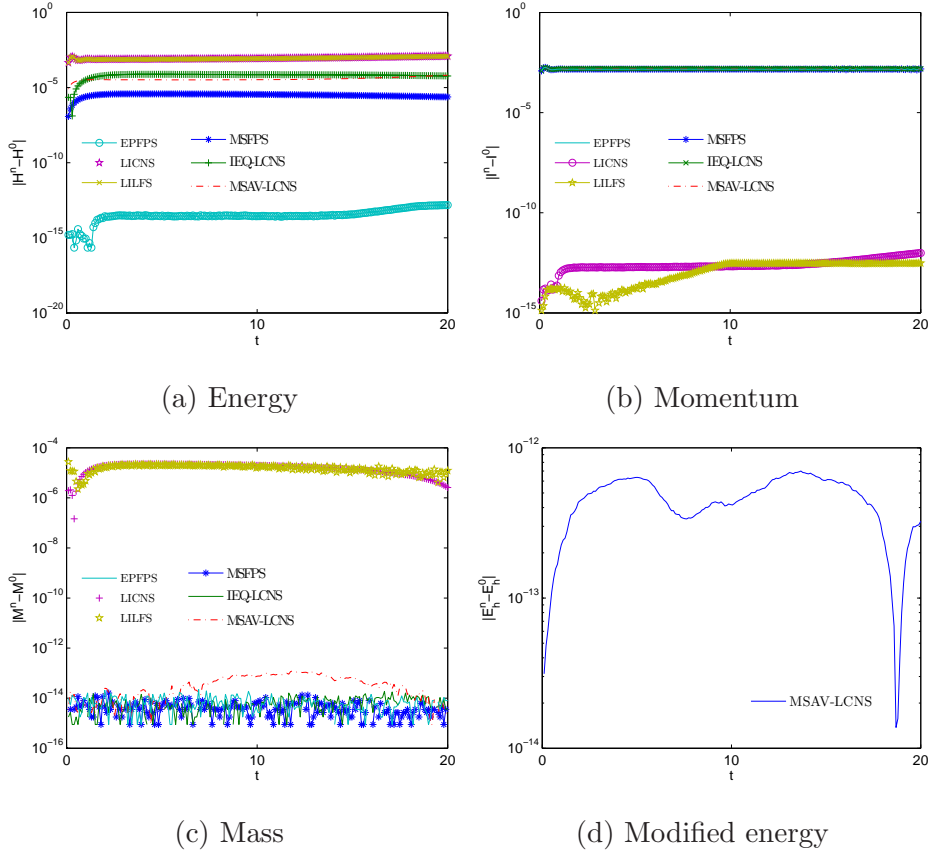 10^0
10^-5
10^-10
10^-15
10^-20
|H^n−H^0|
EPFPS
LICNS
LILFS
MSFPS
IEQ-LCNS
MSAV-LCNS
0
10
20
t
(a) Energy
10^0
10^-5
10^-10
10^-15
|I^n−I^0|
EPFPS
LICNS
LILFS
MSFPS
IEQ-LCNS
MSAV-LCNS
0
10
20
t
(b) Momentum
10^-4
10^-6
10^-8
10^-10
10^-12
10^-14
10^-16
|M^n−M^0|
EPFPS
LICNS
LILFS
MSFPS
IEQ-LCNS
MSAV-LCNS
0
10
20
t
(c) Mass
10^-12
10^-13
10^-14
|E_h^n−E_h^0|
MSAV-LCNS
0
10
20
t
(d) Modified energy